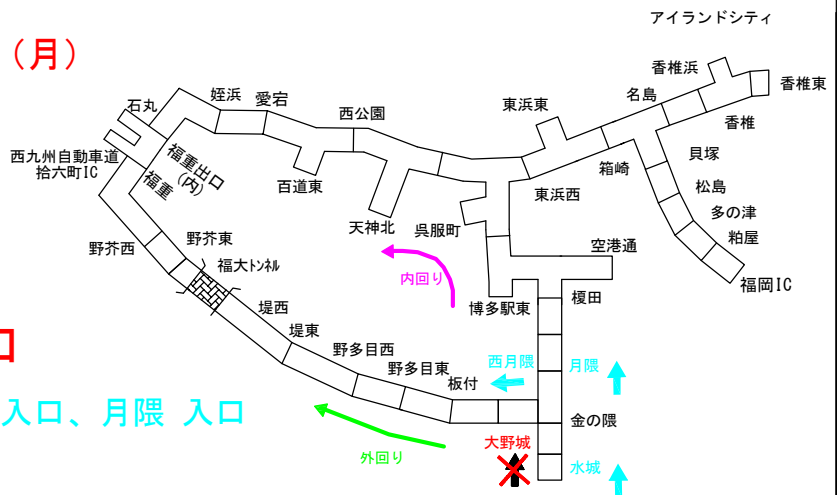 アイランドシティ
(月)
香椎浜
香椎東
石丸
姪浜
愛宕
西公園
東浜東
名島
香椎
西九州自動車道
拾六町IC
福重出口
(内)
福重
百道東
天神北
呉服町
東浜西
箱崎
貝塚
松島
多の津
粕屋
福岡IC
野芥西
野芥東
福大トンネル
内回り
空港通
博多駅東
榎田
堤西
堤東
野多目西
野多目東
板付
西月隈
月隈
口
入口、月隈 入口
金の隈
外回り
大野城
水城